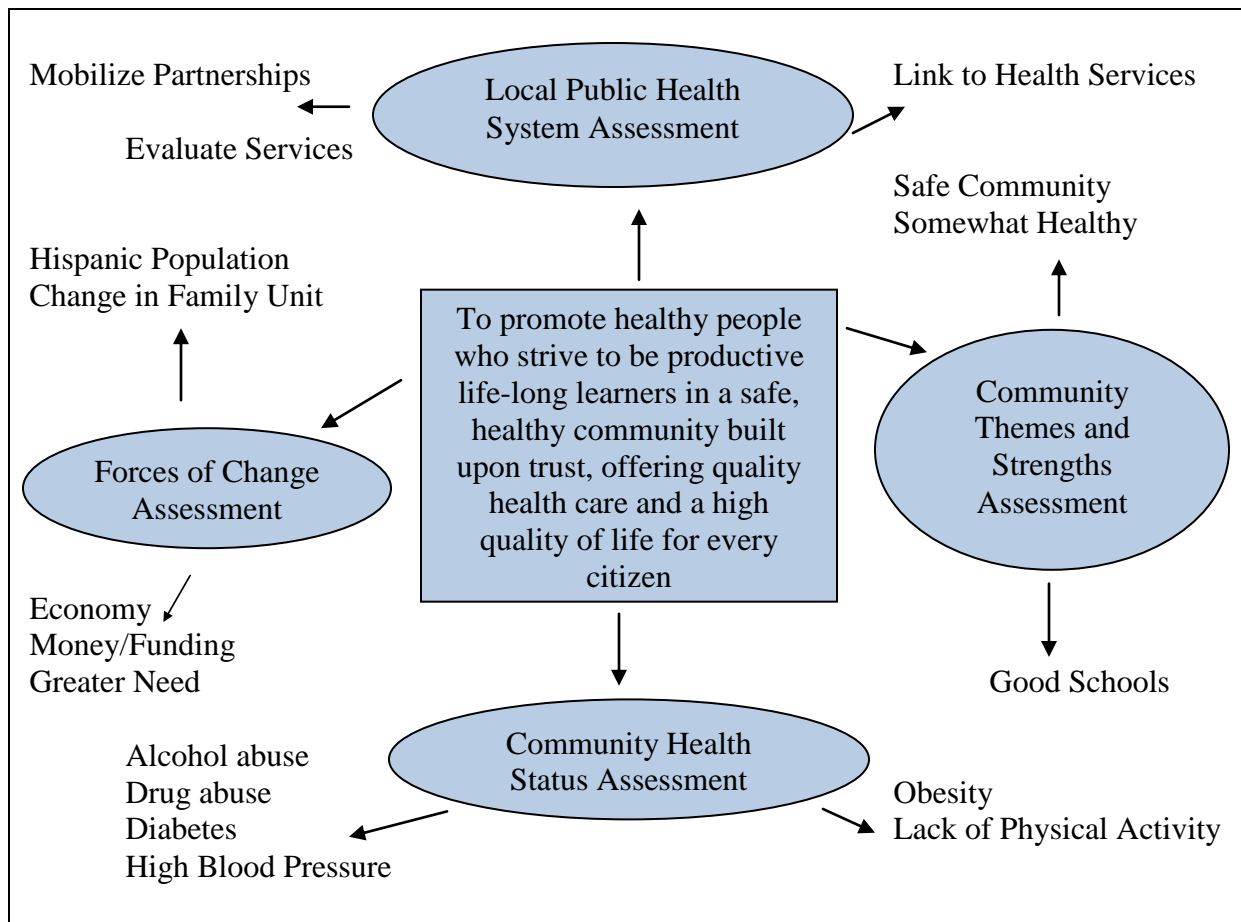 Mobilize Partnerships
Evaluate Services
Local Public Health
System Assessment
Link to Health Services
Safe Community
Somewhat Healthy
Hispanic Population
Change in Family Unit
To promote healthy people
who strive to be productive
life-long learners in a safe,
healthy community built
upon trust, offering quality
health care and a high
quality of life for every
citizen
Community
Themes and
Strengths
Assessment
Forces of Change
Assessment
Economy
Money/Funding
Greater Need
Good Schools
Community Health
Status Assessment
Alcohol abuse
Drug abuse
Diabetes
High Blood Pressure
Obesity
Lack of Physical Activity